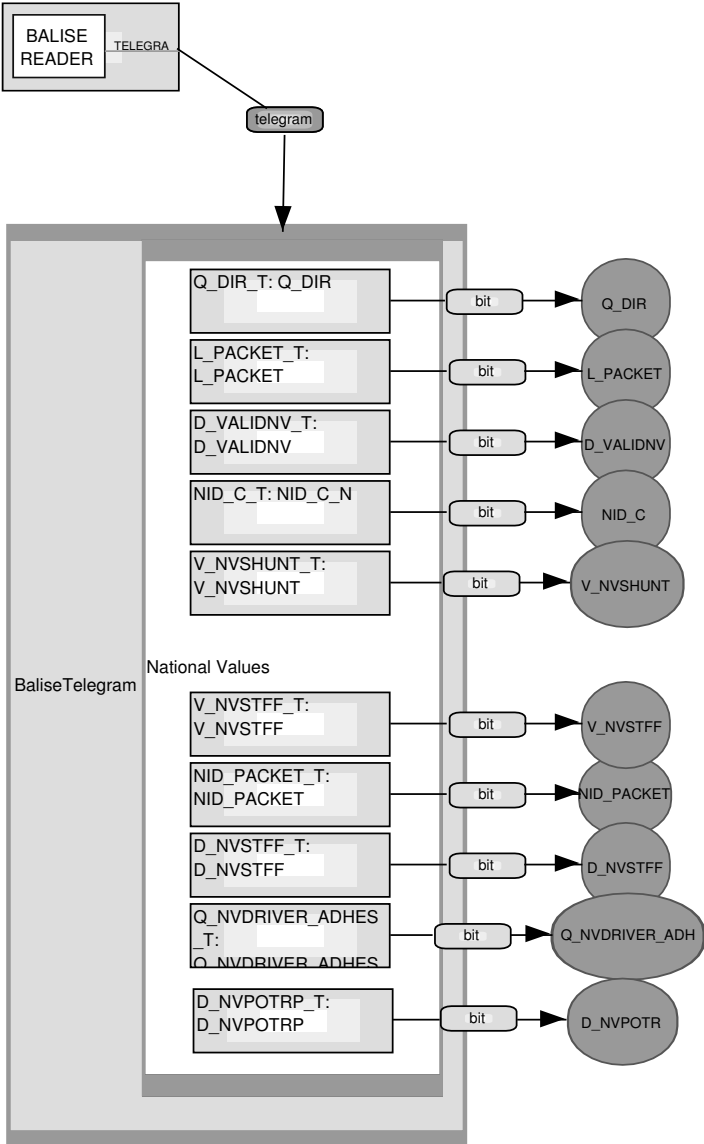 BALISE
READER
TELEGRA
telegram
Q_DIR_T: Q_DIR
bit
Q_DIR
L_PACKET_T:
L_PACKET
bit
L_PACKET
D_VALIDNV_T:
D_VALIDNV
bit
D_VALIDNV
NID_C_T: NID_C_N
bit
NID_C
V_NVSHUNT_T:
V_NVSHUNT
bit
V_NVSHUNT
National Values
BaliseTelegram
V_NVSTFF_T:
V_NVSTFF
bit
V_NVSTFF
NID_PACKET_T:
NID_PACKET
bit
NID_PACKET
D_NVSTFF_T:
D_NVSTFF
bit
D_NVSTFF
Q_NVDRIVER_ADHES
_T:
Q_NVDRIVER_ADHES
bit
Q_NVDRIVER_ADH
D_NVPOTRP_T:
D_NVPOTRP
bit
D_NVPOTR